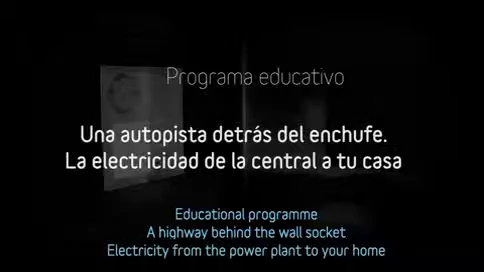 Programa educativo
Una autopista detrás del enchufe.
La electricidad de la central a tu casa
Educational programme
A highway behind the wall socket
Electricity from the power plant to your home